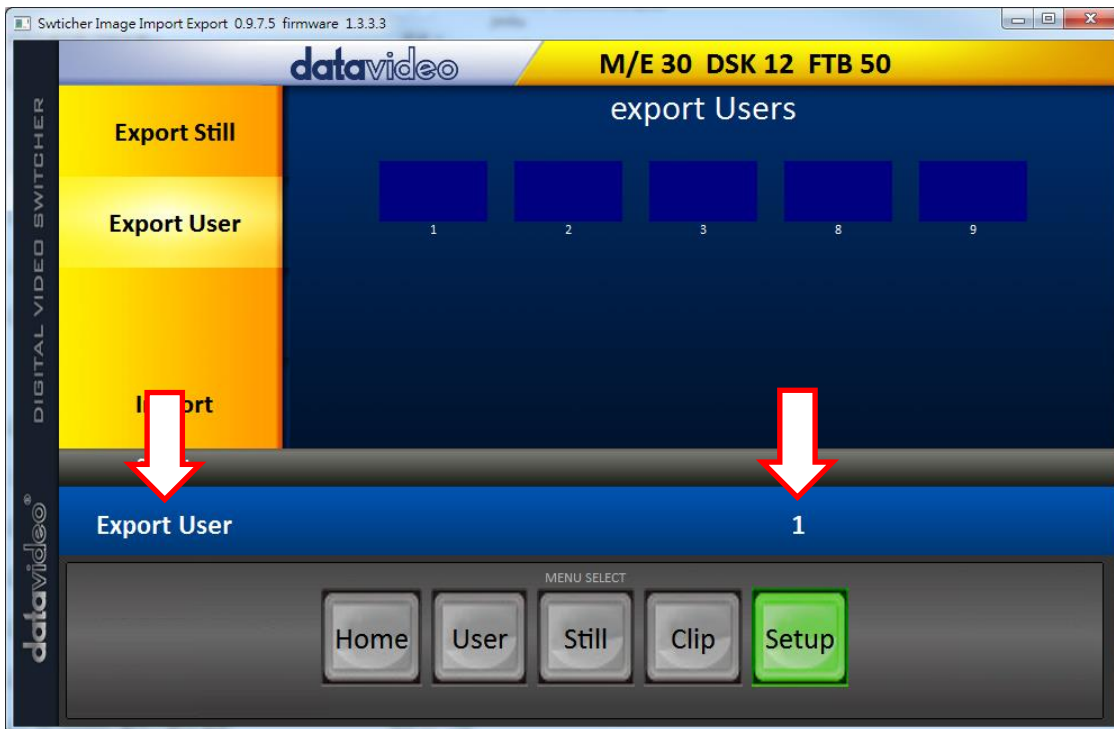 Swticher Image Import Export 0.9.7.5 firmware 1.3.3.3
datavideo
M/E 30 DSK 12 FTB 50
DIGITAL VIDEO SWITCHER
datavideo®
Export Still
Export User
export Users
1 2 3 8 9
Export User 1
MENU SELECT
Home User Still Clip Setup